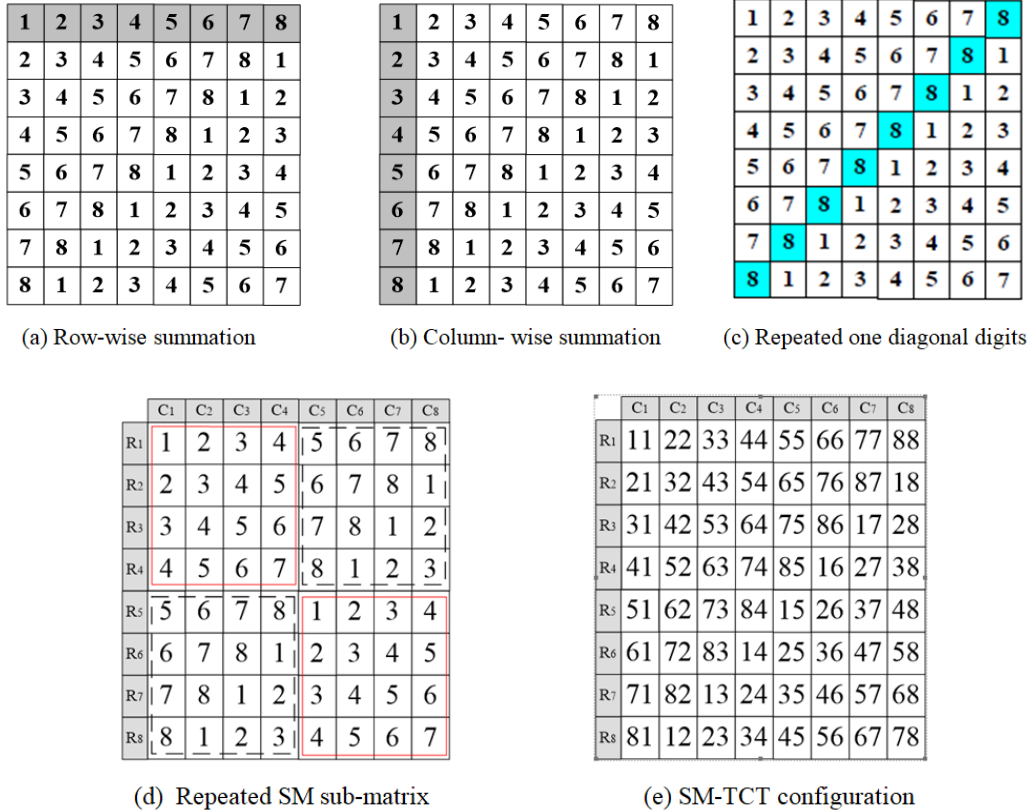 1 2 3 4 5 6 7 8
2 3 4 5 6 7 8 1
3 4 5 6 7 8 1 2
4 5 6 7 8 1 2 3
5 6 7 8 1 2 3 4
6 7 8 1 2 3 4 5
7 8 1 2 3 4 5 6
8 1 2 3 4 5 6 7
(a) Row-wise summation
1 2 3 4 5 6 7 8
2 3 4 5 6 7 8 1
3 4 5 6 7 8 1 2
4 5 6 7 8 1 2 3
5 6 7 8 1 2 3 4
6 7 8 1 2 3 4 5
7 8 1 2 3 4 5 6
8 1 2 3 4 5 6 7
(b) Column- wise summation
1 2 3 4 5 6 7 8
2 3 4 5 6 7 8 1
3 4 5 6 7 8 1 2
4 5 6 7 8 1 2 3
5 6 7 8 1 2 3 4
6 7 8 1 2 3 4 5
7 8 1 2 3 4 5 6
8 1 2 3 4 5 6 7
(c) Repeated one diagonal digits
C1 C2 C3 C4 C5 C6 C7 C8
R1 1 2 3 4 5 6 7 8
R2 2 3 4 5 6 7 8 1
R3 3 4 5 6 7 8 1 2
R4 4 5 6 7 8 1 2 3
R5 5 6 7 8 1 2 3 4
R6 6 7 8 1 2 3 4 5
R7 7 8 1 2 3 4 5 6
R8 8 1 2 3 4 5 6 7
(d) Repeated SM sub-matrix
C1 C2 C3 C4 C5 C6 C7 C8
R1 11 22 33 44 55 66 77 88
R2 21 32 43 54 65 76 87 18
R3 31 42 53 64 75 86 17 28
R4 41 52 63 74 85 16 27 38
R5 51 62 73 84 15 26 37 48
R6 61 72 83 14 25 36 47 58
R7 71 82 13 24 35 46 57 68
R8 81 12 23 34 45 56 67 78
(e) SM-TCT configuration